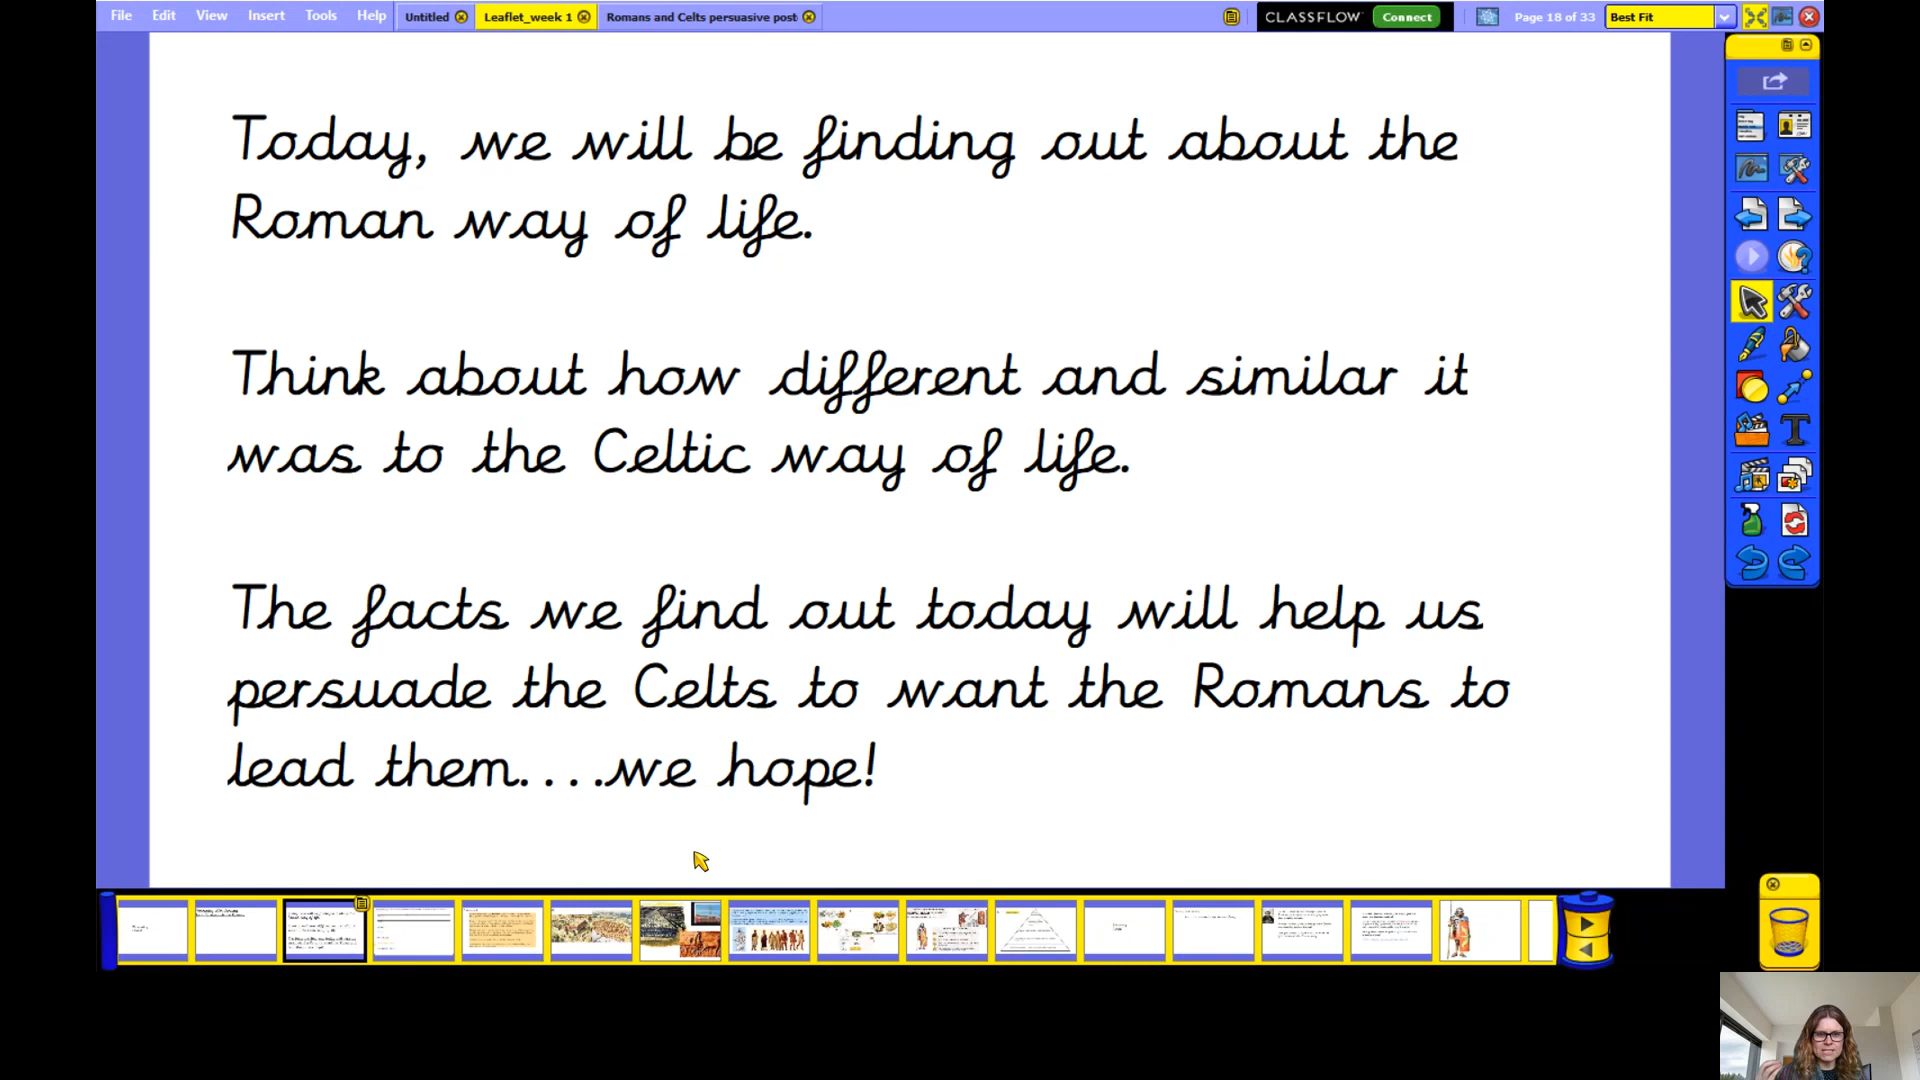 File Edit View Insert Tools Help Untitled Leaflet_week 1 Romans and Celts persuasive post CLASSFLOW Connect Page 18 of 33 Best Fit
Today, we will be finding out about the
Roman way of life.
Think about how different and similar it
was to the Celtic way of life.
The facts we find out today will help us
persuade the Celts to want the Romans to
lead them....we hope!